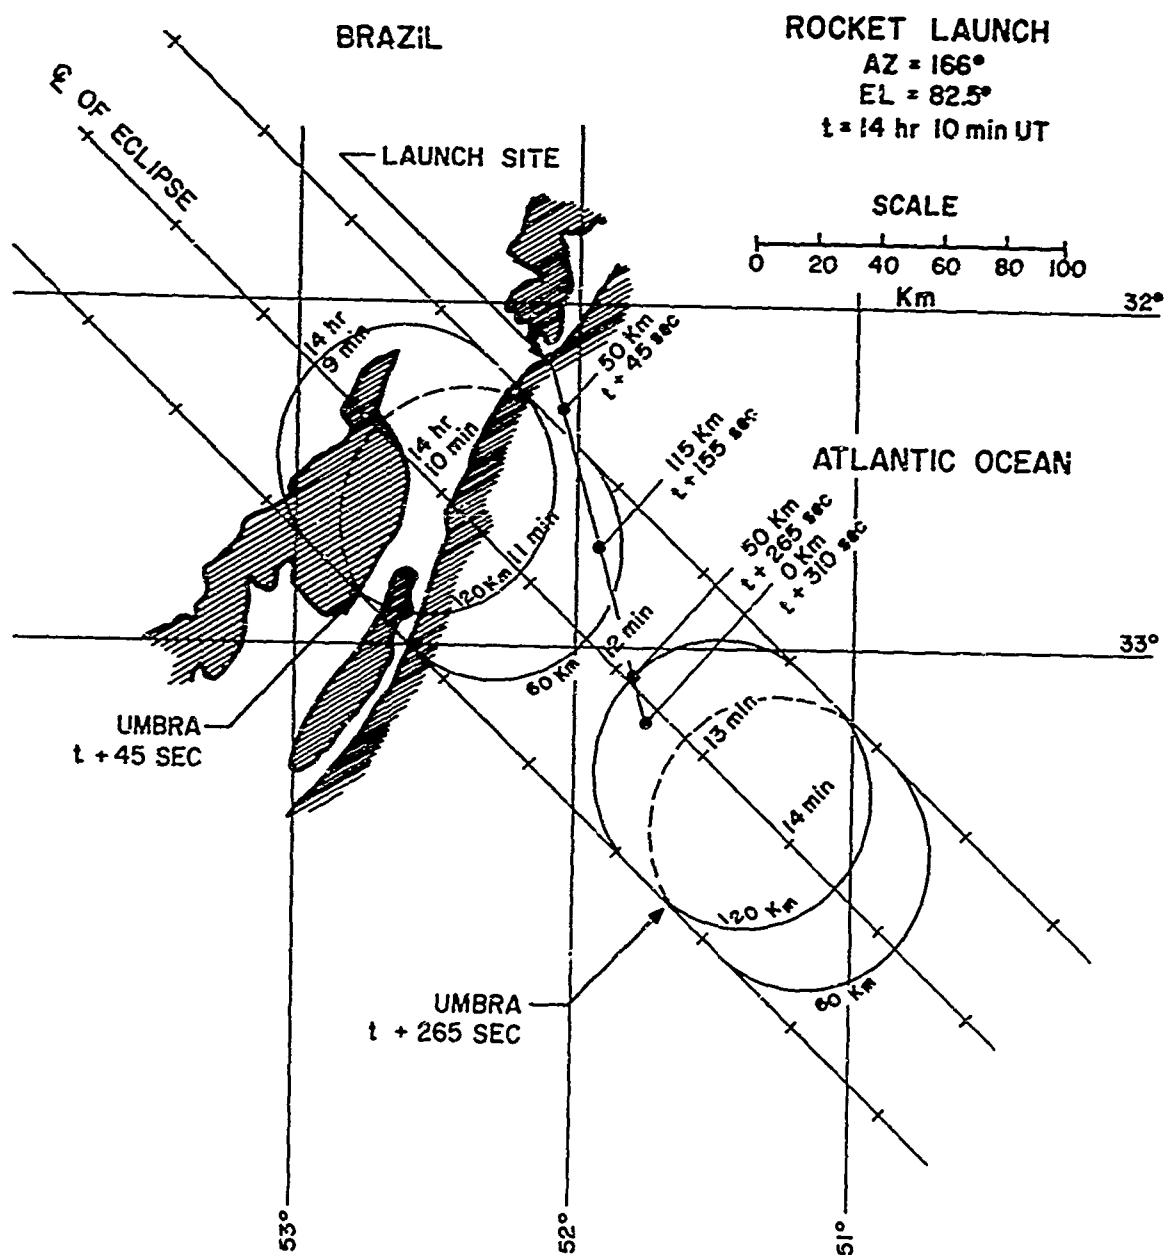 BRAZiL
ROCKET LAUNCH
AZ = 166°
EL = 82.5°
t = 14 hr 10 min UT
℄ OF ECLIPSE
LAUNCH SITE
SCALE
0 20 40 60 80 100
Km
32°
14 hr
9 min
50 Km
t + 45 sec
14 hr
10 min
115 Km
t + 155 sec
ATLANTIC OCEAN
50 Km
t + 265 sec
0 Km
t + 310 sec
11 min
120 Km
12 min
33°
60 Km
UMBRA
t + 45 SEC
13 min
14 min
120 Km
60 Km
UMBRA
t + 265 SEC
53°
52°
51°